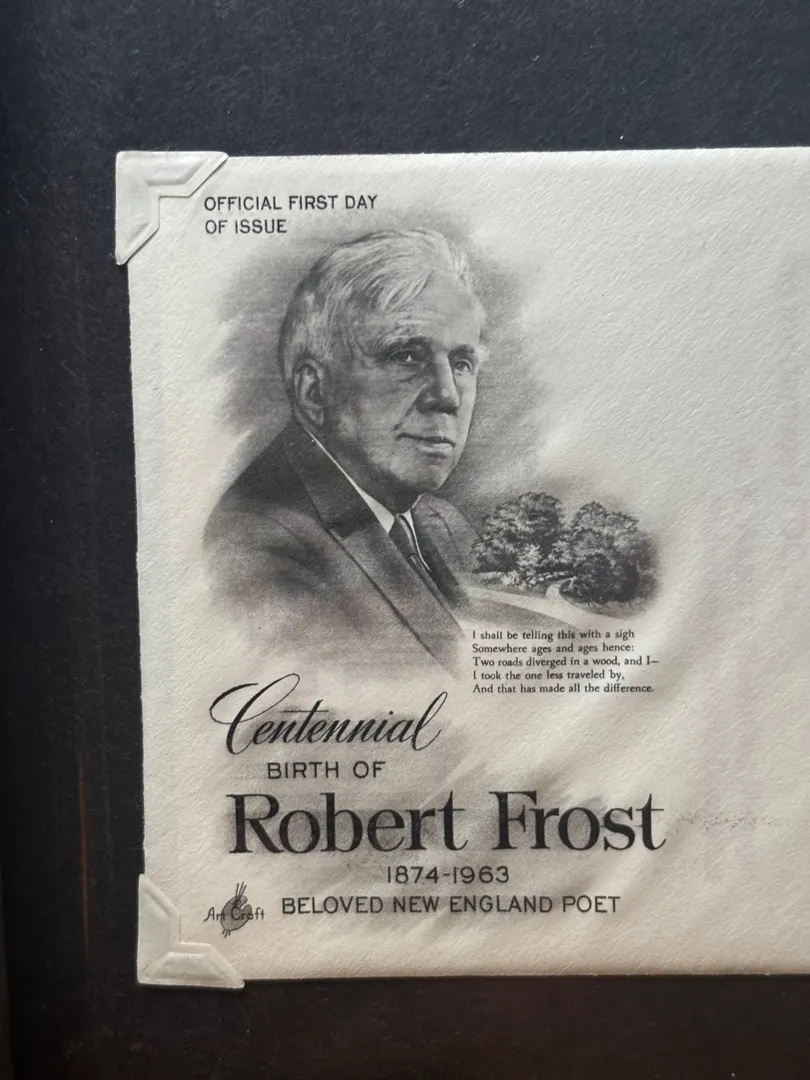 OFFICIAL FIRST DAY
OF ISSUE
I shall be telling this with a sigh
Somewhere ages and ages hence:
Two roads diverged in a wood, and I—
I took the one less traveled by,
And that has made all the difference.
Centennial
BIRTH OF
Robert Frost
1874-1963
Art Craft
BELOVED NEW ENGLAND POET